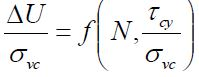 ΔU/σ_vc = f(N, τ_cy/σ_vc)